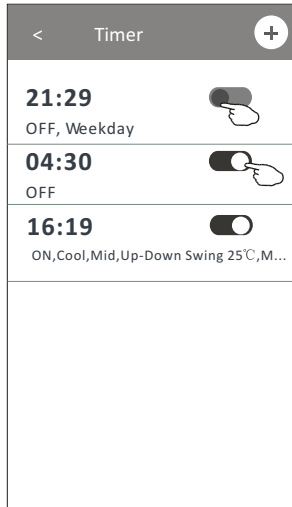 < Timer +
21:29
OFF, Weekday
04:30
OFF
16:19
ON,Cool,Mid,Up-Down Swing 25℃,M...